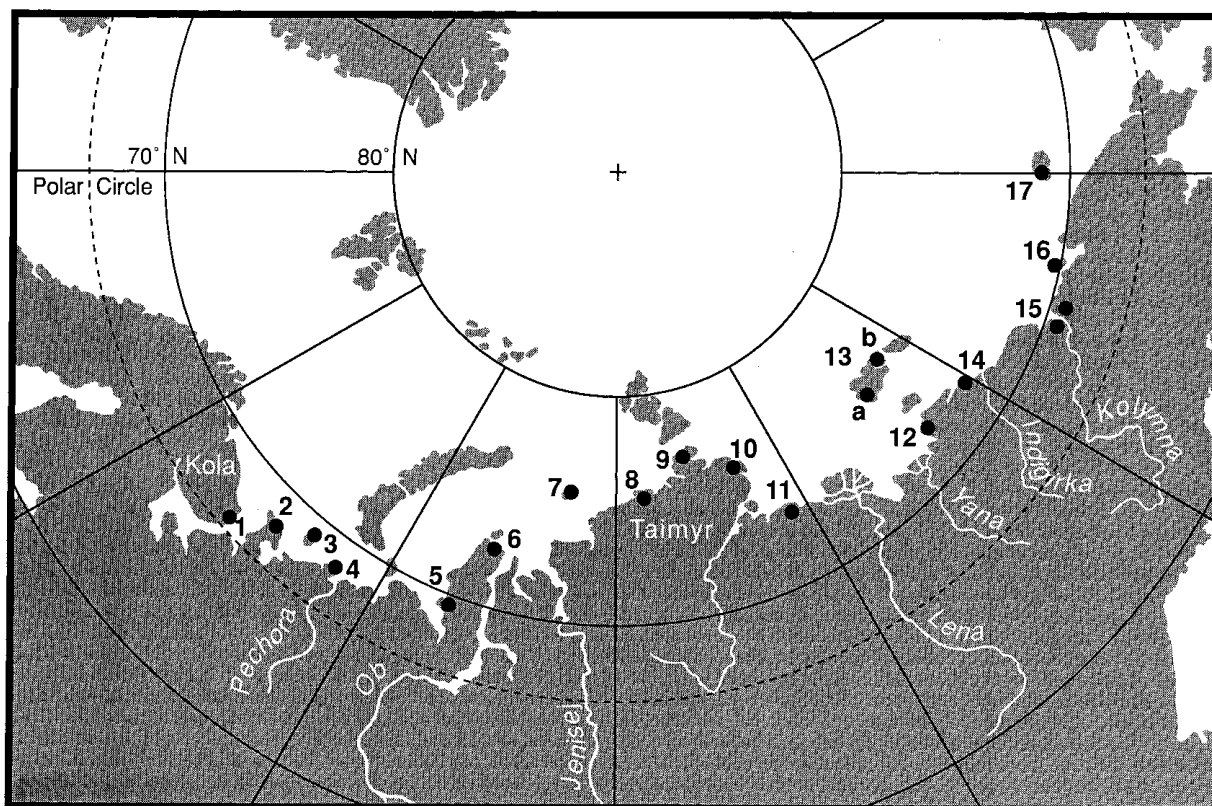 70° N
80° N
Polar Circle
17
16
15
b
13
14
a
Kola
12
Kolymna
Indigirka
10
9
7
8
11
Yana
2
1
3
6
Taimyr
4
5
Pechora
Ob
Lena
Jenisei